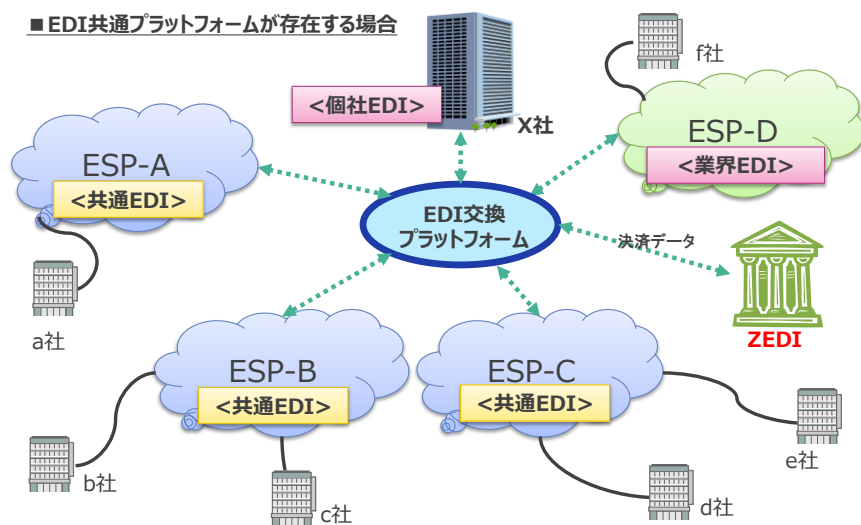 ■EDI共通プラットフォームが存在する場合
f社
<個社EDI>
X社
ESP-D
<業界EDI>
ESP-A
<共通EDI>
EDI交換
プラットフォーム
決済データ
ZEDI
a社
ESP-B
<共通EDI>
ESP-C
<共通EDI>
b社
c社
d社
e社